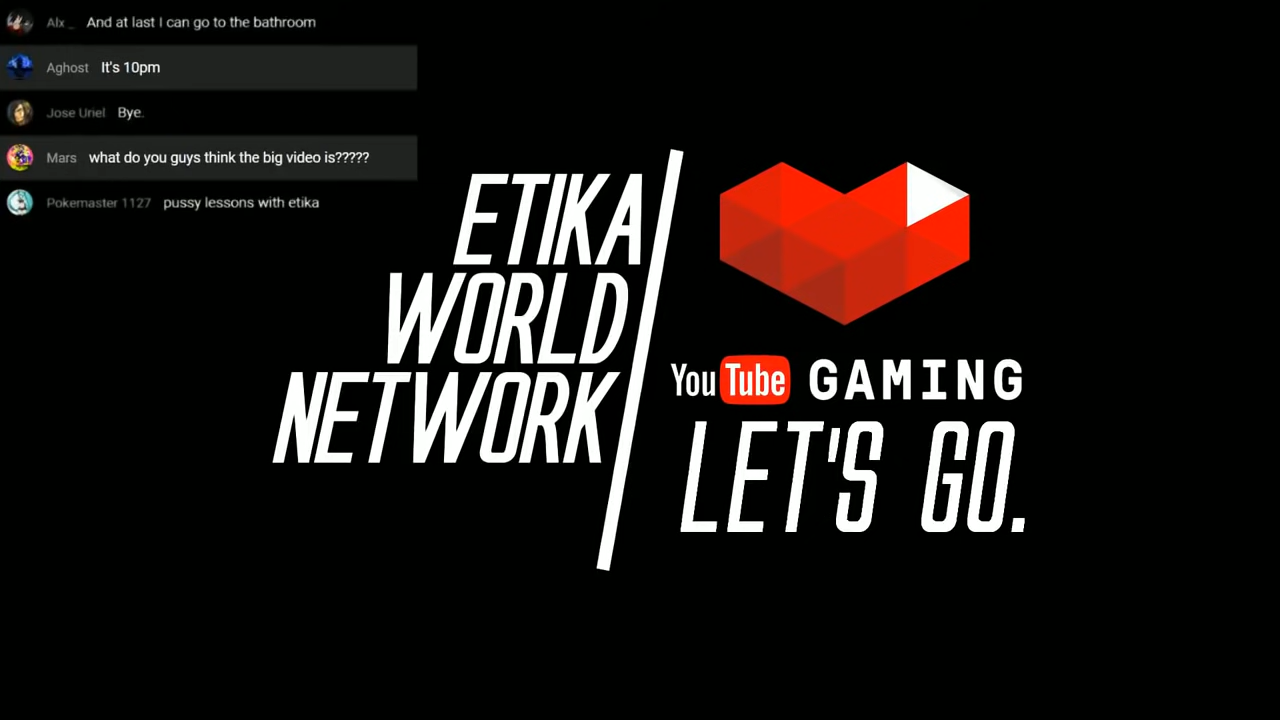 Alx _ And at last I can go to the bathroom
Aghost It's 10pm
Jose Uriel Bye.
Mars what do you guys think the big video is?????
Pokemaster 1127 pussy lessons with etika
ETIKA
WORLD
NETWORK
YouTube GAMING
LET'S GO.